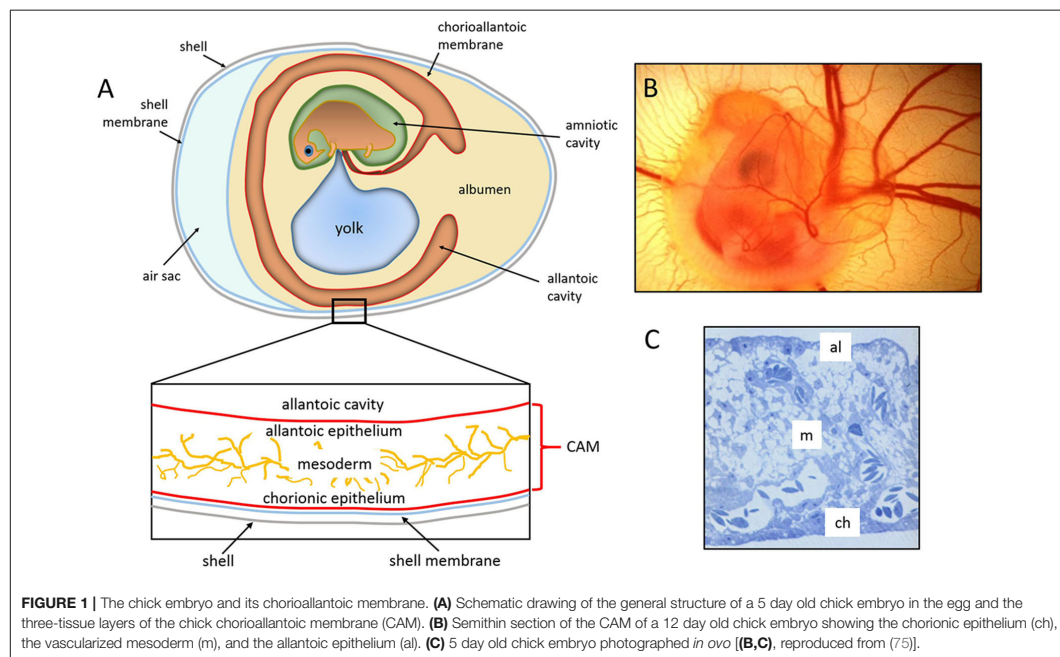 A
shell
chorioallantoic
membrane
shell
membrane
amniotic
cavity
albumen
yolk
air sac
allantoic
cavity
allantoic cavity
allantoic epithelium
mesoderm
chorionic epithelium
CAM
shell
shell membrane
B
C
al
m
ch
FIGURE 1 | The chick embryo and its chorioallantoic membrane. (A) Schematic drawing of the general structure of a 5 day old chick embryo in the egg and the
three-tissue layers of the chick chorioallantoic membrane (CAM). (B) Semithin section of the CAM of a 12 day old chick embryo showing the chorionic epithelium (ch),
the vascularized mesoderm (m), and the allantoic epithelium (al). (C) 5 day old chick embryo photographed in ovo [(B,C), reproduced from (75)].